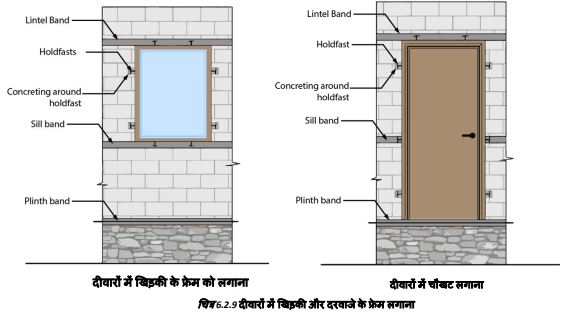 Lintel Band
Holdfasts
Concreting around
holdfast
Sill band
Plinth band
दीवारों में खिड़की के फ्रेम को लगाना
Lintel Band
Holdfast
Concreting around
holdfast
Sill band
Plinth band
दीवारों में चौखट लगाना
चित्र 6.2.9 दीवारों में खिड़की और दरवाजे के फ्रेम लगाना